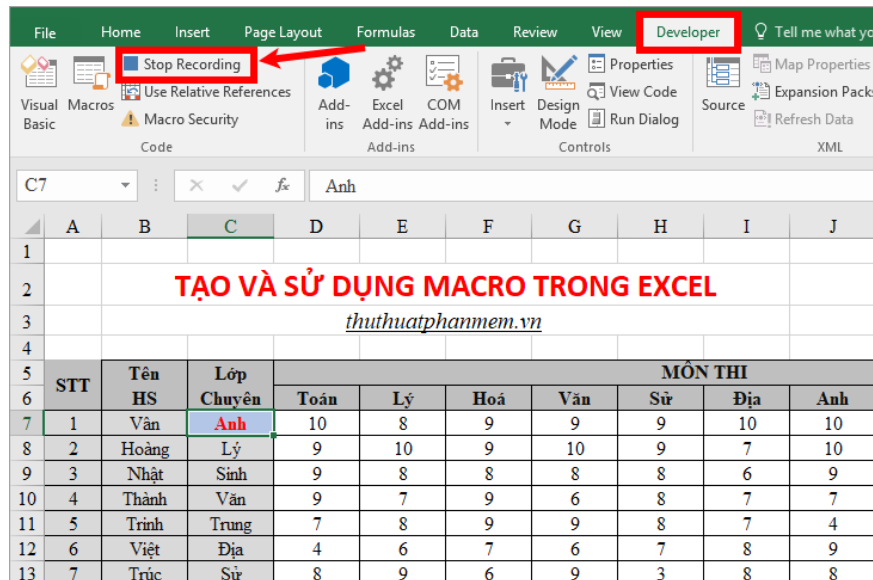 File Home Insert Page Layout Formulas Data Review View Developer Tell me what yo
Stop Recording
Use Relative References
Macro Security
Visual Basic
Macros
Code
Add-ins
Excel Add-ins
COM Add-ins
Add-ins
Insert
Design Mode
Properties
View Code
Run Dialog
Controls
Source
Map Properties
Expansion Packs
Refresh Data
XML
C7 fx Anh
A B C D E F G H I J
1
2 TẠO VÀ SỬ DỤNG MACRO TRONG EXCEL
3 thuthuatphanmem.vn
4
5 STT Tên Lớp MÔN THI
6 HS Chuyên Toán Lý Hoá Văn Sử Địa Anh
7 1 Vân Anh 10 8 9 9 9 10 10
8 2 Hoàng Lý 9 10 9 10 9 7 10
9 3 Nhật Sinh 9 8 8 8 8 6 9
10 4 Thành Văn 9 7 9 6 8 7 7
11 5 Trinh Trung 7 8 9 9 8 7 4
12 6 Việt Địa 4 6 7 6 7 8 9
13 7 Trúc Sử 8 9 6 9 3 8 8